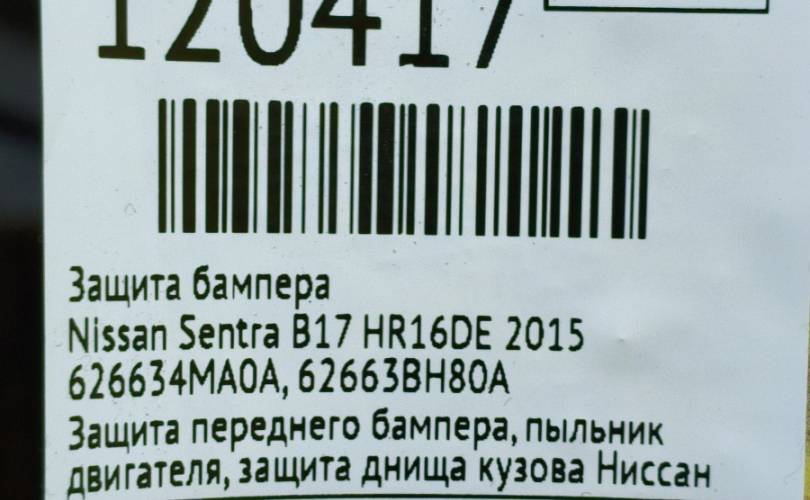 120417
Защита бампера
Nissan Sentra B17 HR16DE 2015
626634MA0A, 62663BH80A
Защита переднего бампера, пыльник
двигателя, защита днища кузова Ниссан